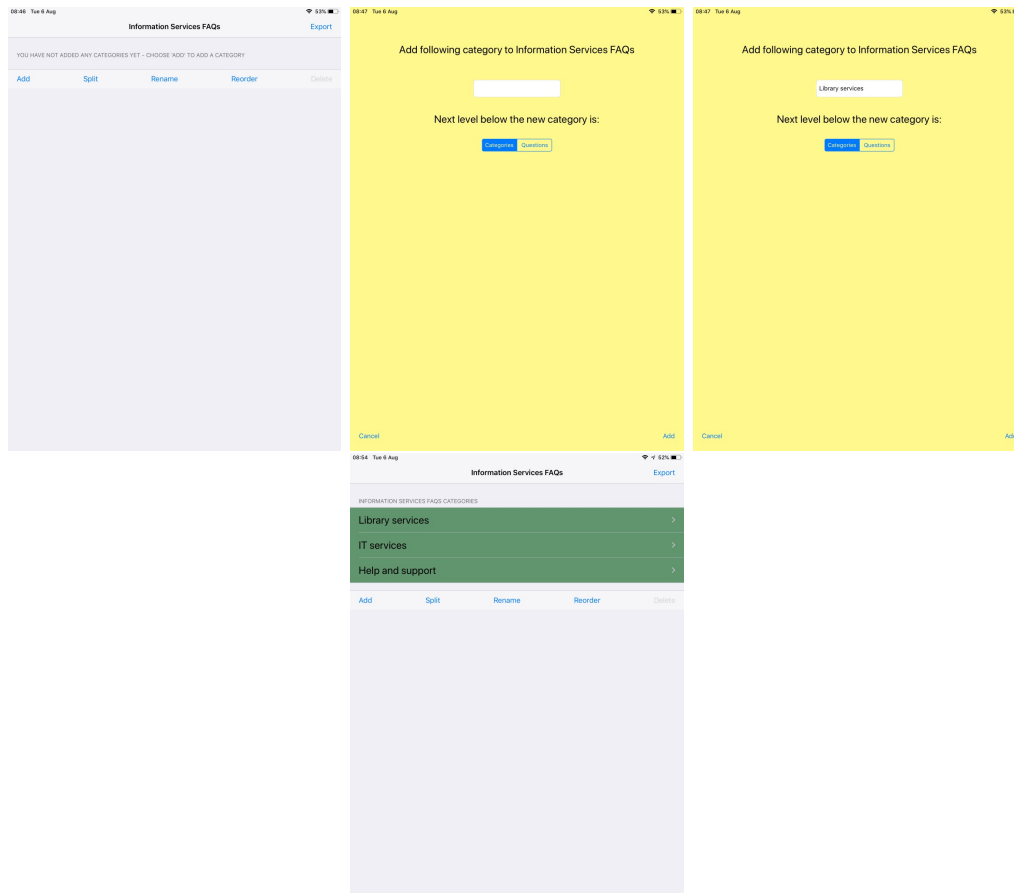 08:46 Tue 6 Aug 53%
Information Services FAQs Export
YOU HAVE NOT ADDED ANY CATEGORIES YET - CHOOSE 'ADD' TO ADD A CATEGORY
Add Split Rename Reorder Delete
08:47 Tue 6 Aug 53%
Add following category to Information Services FAQs
Next level below the new category is:
Categories Questions
Cancel Add
08:47 Tue 6 Aug 53%
Add following category to Information Services FAQs
Library services
Next level below the new category is:
Categories Questions
Cancel Add
08:54 Tue 6 Aug 52%
Information Services FAQs Export
INFORMATION SERVICES FAQS CATEGORIES
Library services
IT services
Help and support
Add Split Rename Reorder Delete